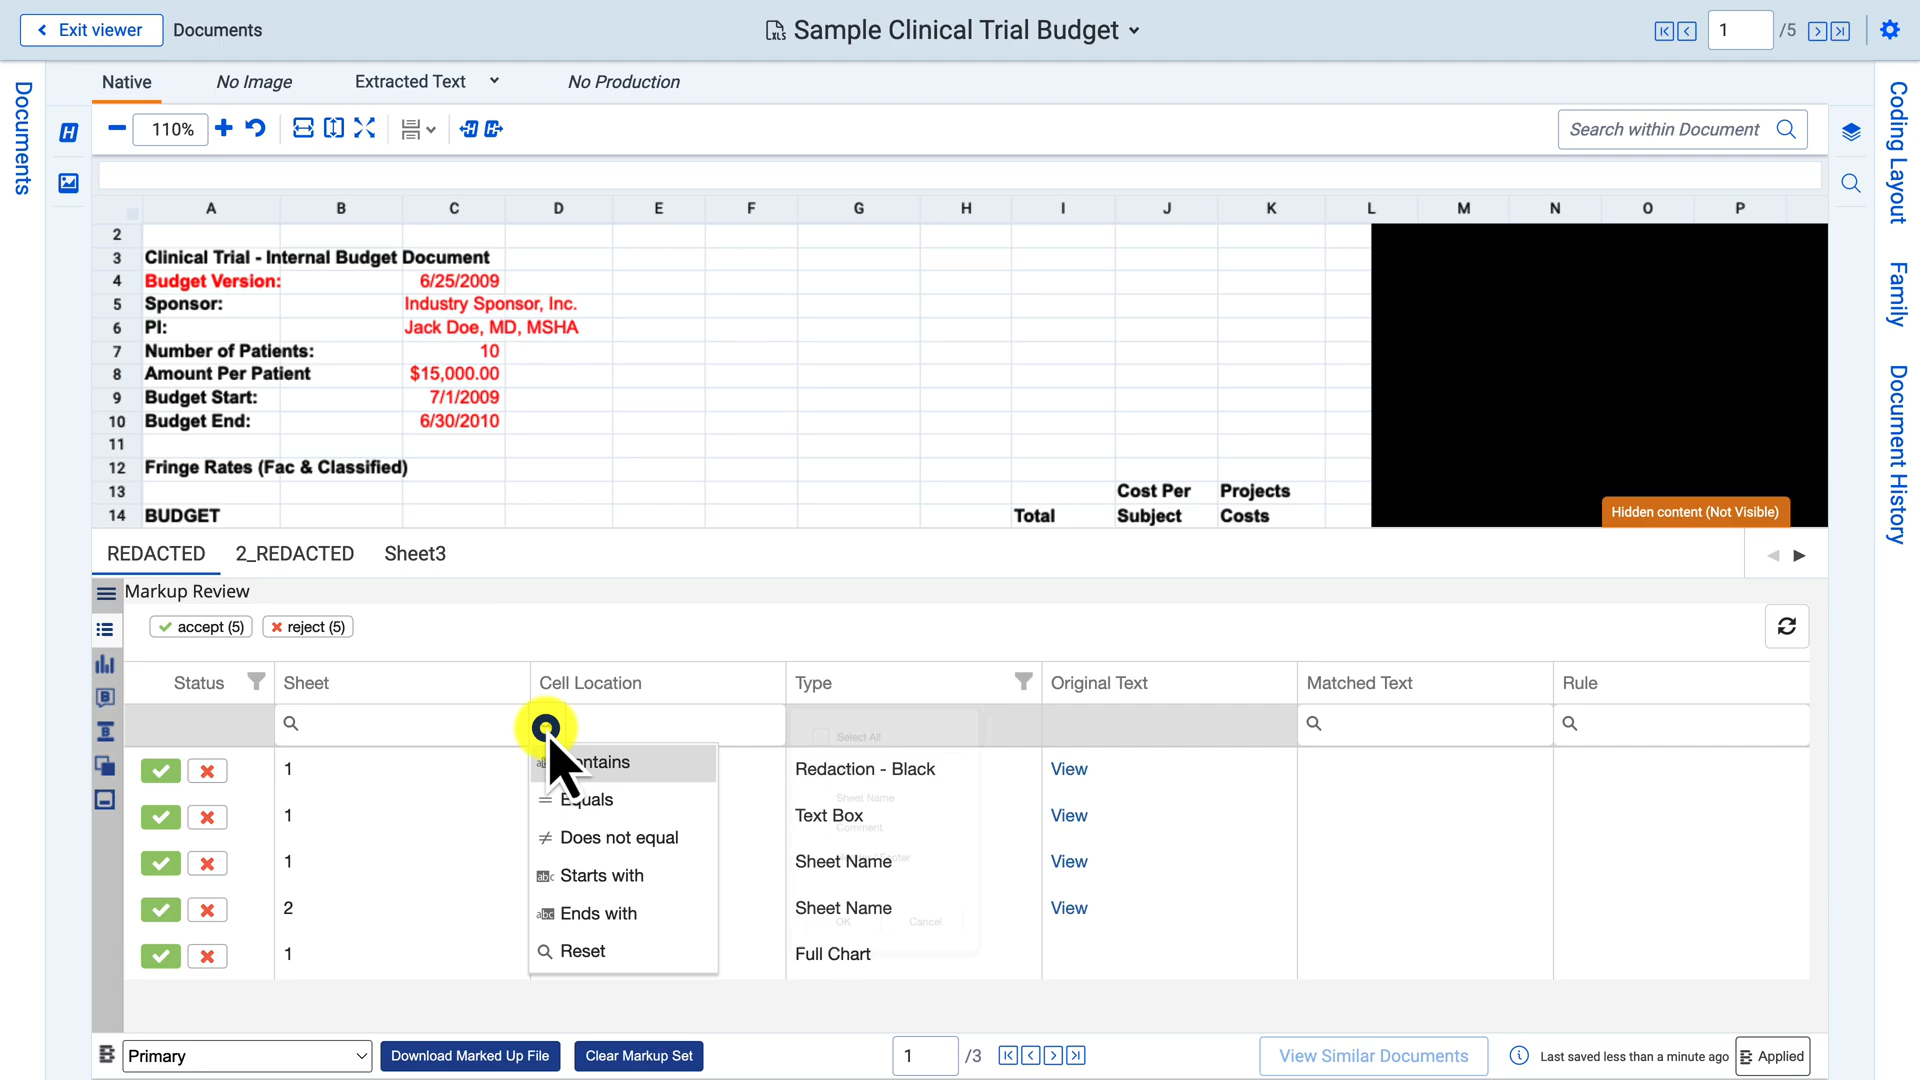 Exit viewer
Documents
Sample Clinical Trial Budget
1
/5
Documents
Native
No Image
Extracted Text
No Production
110%
Search within Document
Coding Layout
Family
Document History
A B C D E F G H I J K L M N O P
2
3 Clinical Trial - Internal Budget Document
4 Budget Version: 6/25/2009
5 Sponsor: Industry Sponsor, Inc.
6 PI: Jack Doe, MD, MSHA
7 Number of Patients: 10
8 Amount Per Patient $15,000.00
9 Budget Start: 7/1/2009
10 Budget End: 6/30/2010
11
12 Fringe Rates (Fac & Classified)
13 Cost Per Projects
14 BUDGET Total Subject Costs
Hidden content (Not Visible)
REDACTED 2_REDACTED Sheet3
Markup Review
accept (5) reject (5)
Status Sheet Cell Location Type Original Text Matched Text Rule
Select All
1 Redaction - Black View
Sheet Name
1 Text Box View
Comment
1 Sheet Name View
2 Sheet Name View
OK Cancel
1 Full Chart
Equals
Does not equal
Starts with
Ends with
Reset
Primary
Download Marked Up File
Clear Markup Set
1
/3
View Similar Documents
Last saved less than a minute ago
Applied